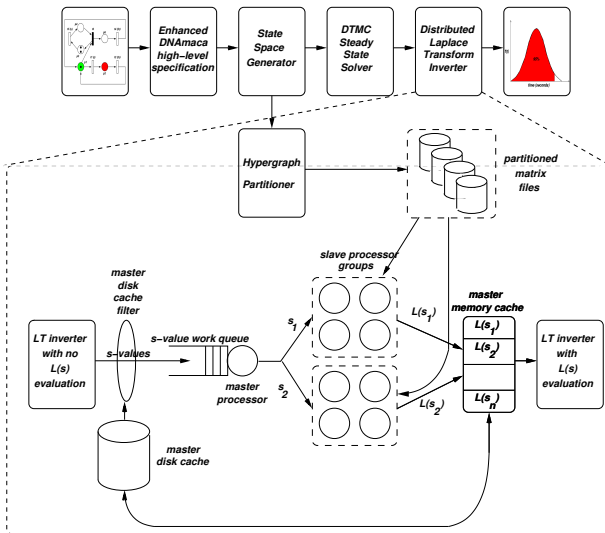 Enhanced
DNAmaca
high-level
specification
State
Space
Generator
DTMC
Steady
State
Solver
Distributed
Laplace
Transform
Inverter
time (words)
Hypergraph
Partitioner
partitioned
matrix
files
slave processor
groups
master
disk
cache
filter
master
memory cache
LT inverter
with no
L(s)
evaluation
s-values
s-value work queue
master
processor
s1
s2
L(s1)
L(s2)
L(s1)
L(s2)
L(sn)
LT inverter
with
L(s)
evaluation
master
disk cache